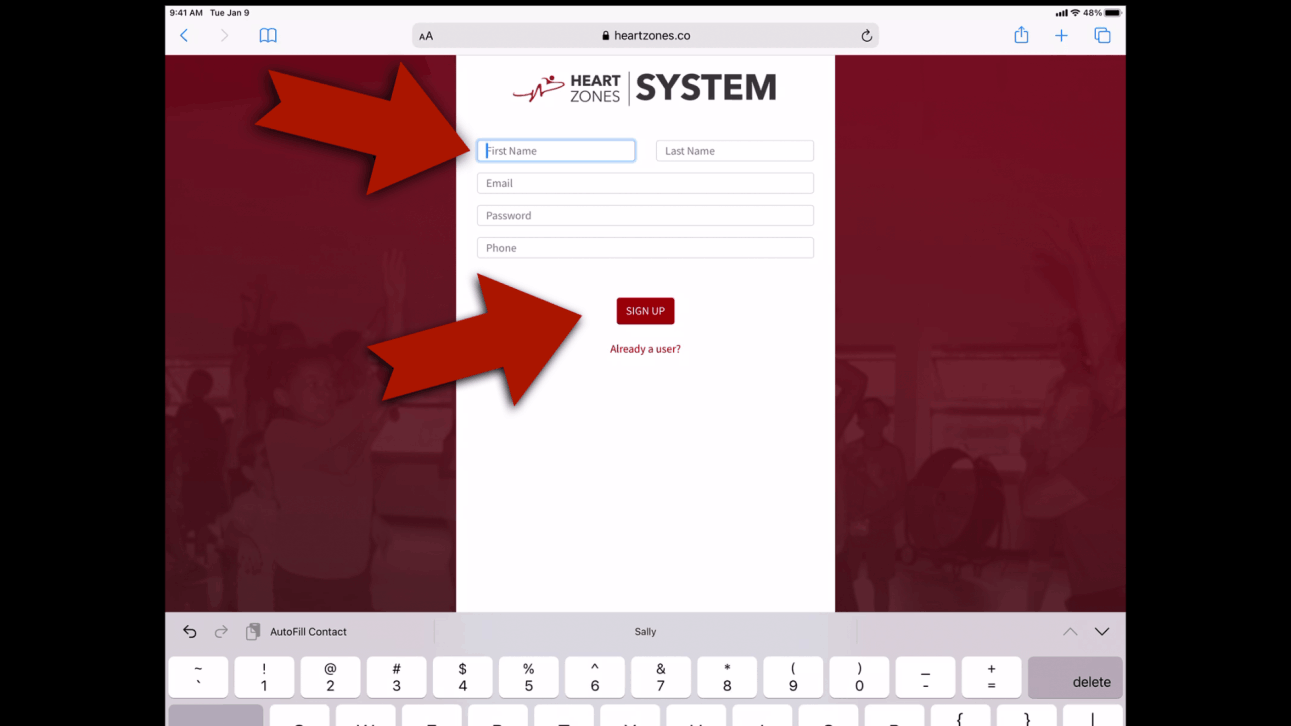 9:41 AM Tue Jan 9
48%
AA
heartzones.co
HEART
ZONES
SYSTEM
First Name
Last Name
Email
Password
Phone
SIGN UP
Already a user?
AutoFill Contact
Sally
~ ! @ # $ % ^ & * ( ) _ +
` 1 2 3 4 5 6 7 8 9 0 - = delete
{ } |